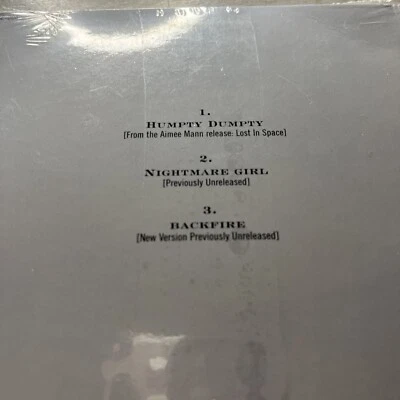 1.
HUMPTY DUMPTY
[From the Aimee Mann release: Lost In Space]
2.
NIGHTMARE GIRL
[Previously Unreleased]
3.
BACKFIRE
[New Version Previously Unreleased]